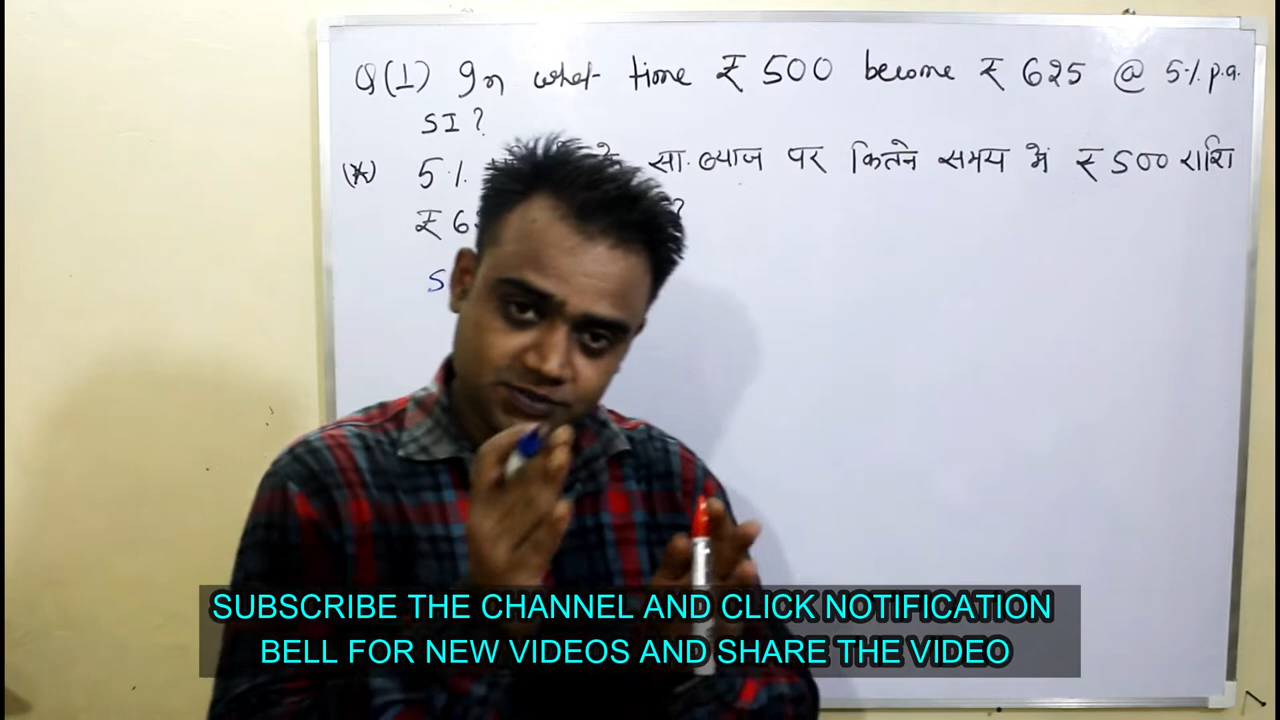 Q(1) In what time ₹ 500 become ₹ 625 @ 5% p.a.
SI ?
(*) 5% सा. ब्याज पर कितने समय में ₹ 500 राशि
₹ 6 ?
S
SUBSCRIBE THE CHANNEL AND CLICK NOTIFICATION
BELL FOR NEW VIDEOS AND SHARE THE VIDEO